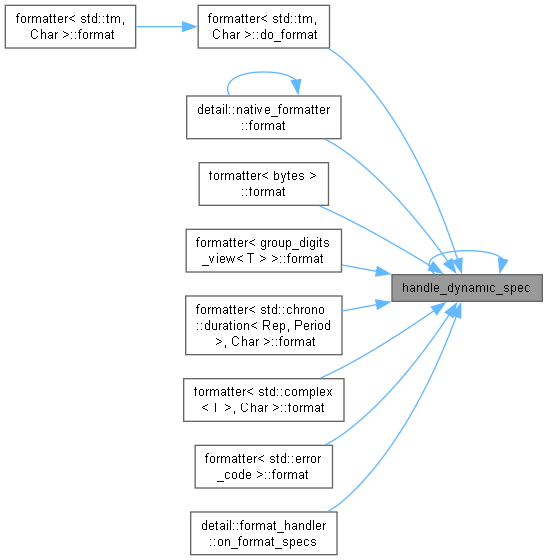 formatter< std::tm,
Char >::format
formatter< std::tm,
Char >::do_format
detail::native_formatter
::format
formatter< bytes >
::format
formatter< group_digits
_view< T > >::format
handle_dynamic_spec
formatter< std::chrono
::duration< Rep, Period
>, Char >::format
formatter< std::complex
< T >, Char >::format
formatter< std::error
_code >::format
detail::format_handler
::on_format_specs